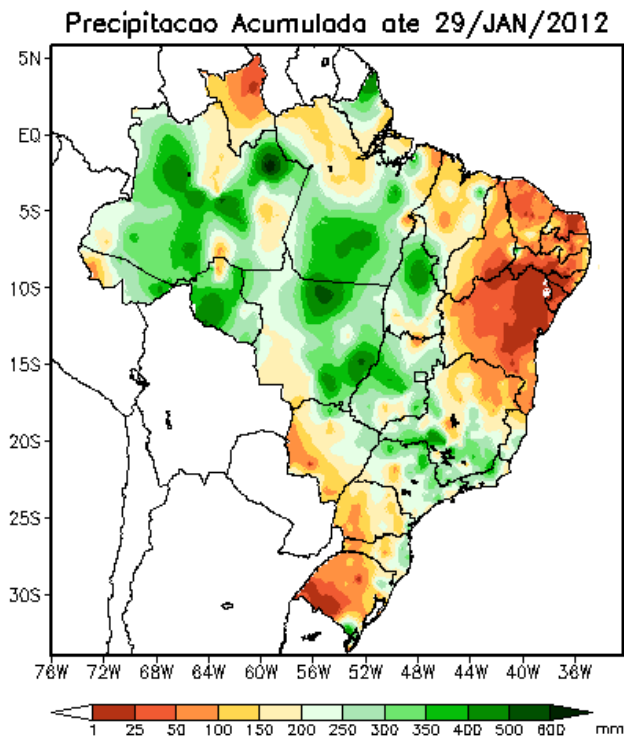 Precipitacao Acumulada ate 29/JAN/2012
5N
EQ
5S
10S
15S
20S
25S
30S
76W 72W 68W 64W 60W 56W 52W 48W 44W 40W 36W
1 25 50 100 150 200 250 300 350 400 500 600 mm